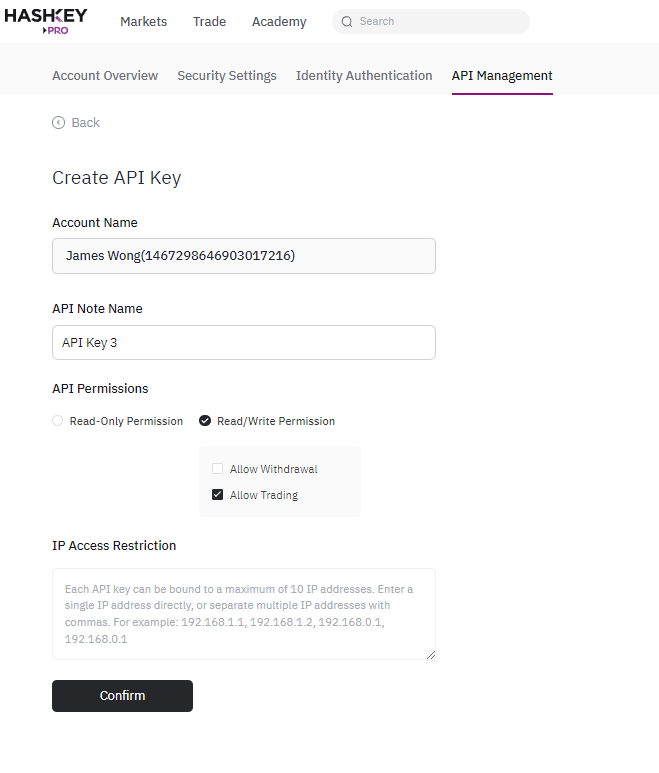 HASHKEY
PRO
Markets Trade Academy Search
Account Overview Security Settings Identity Authentication API Management
Back
Create API Key
Account Name
James Wong(1467298646903017216)
API Note Name
API Key 3
API Permissions
Read-Only Permission Read/Write Permission
Allow Withdrawal
Allow Trading
IP Access Restriction
Each API key can be bound to a maximum of 10 IP addresses. Enter a
single IP address directly, or separate multiple IP addresses with
commas. For example: 192.168.1.1, 192.168.1.2, 192.168.0.1,
192.168.0.1
Confirm